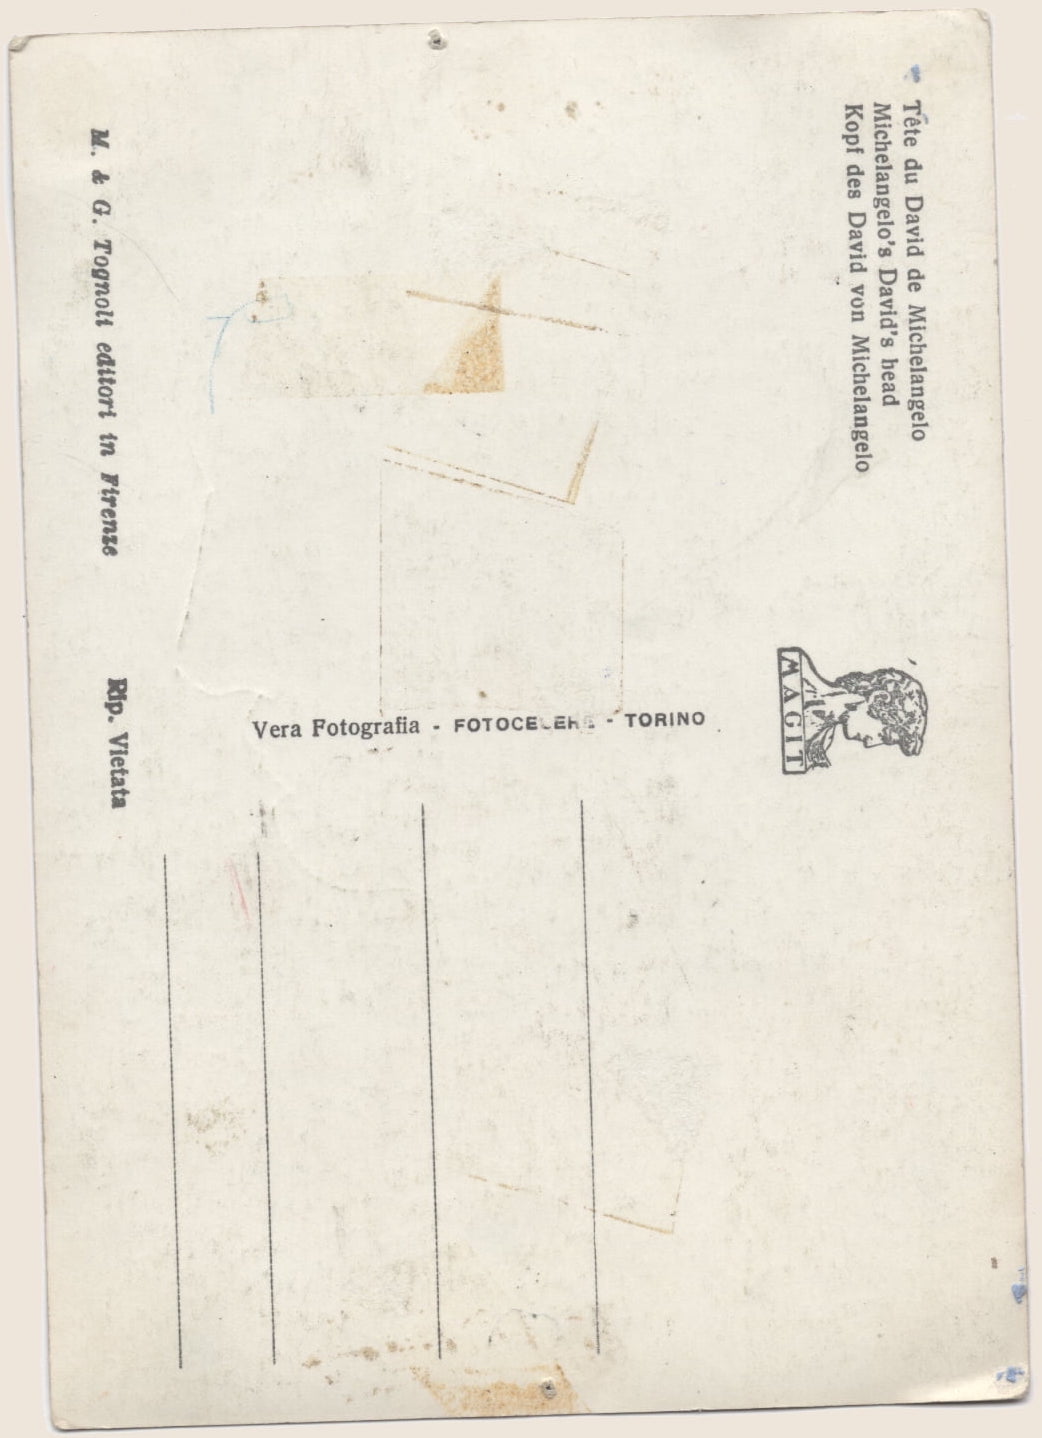 Tête du David de Michelangelo
Michelangelo's David's head
Kopf des David von Michelangelo
MAGIT
Vera Fotografia - FOTOCELERE - TORINO
M. & G. Tognoli editori in Firenze
Rip. Vietata